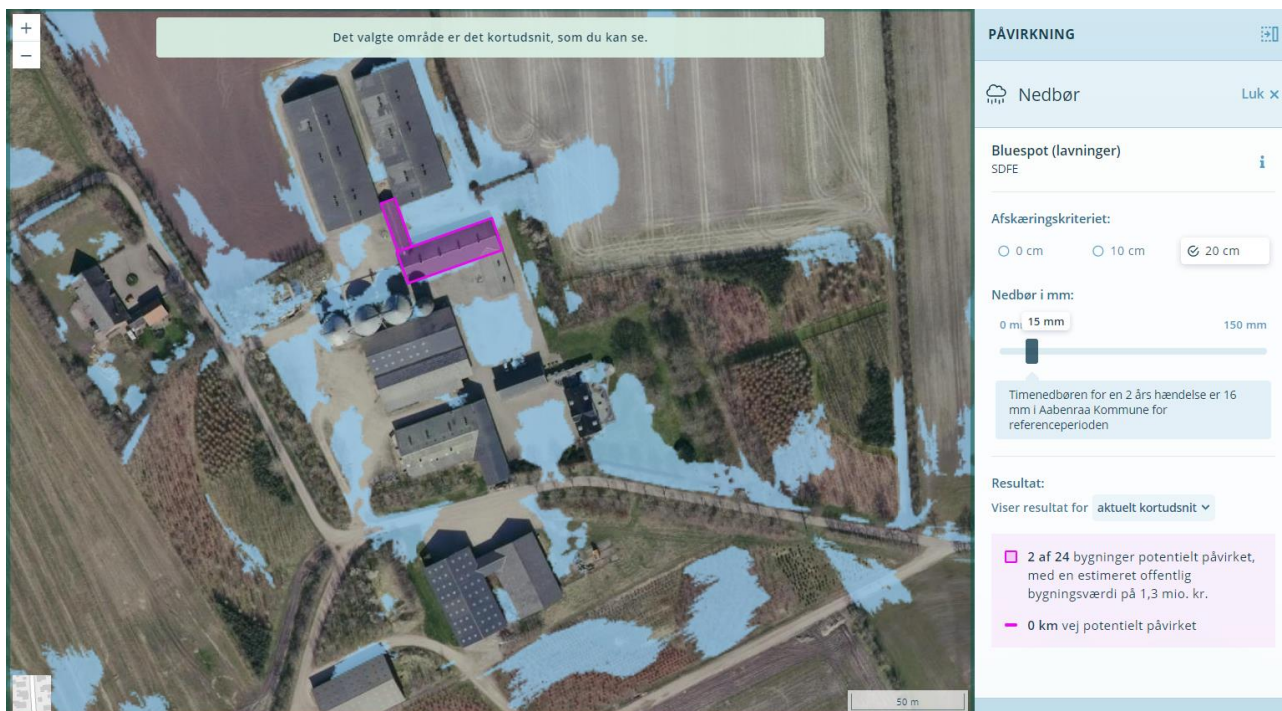 +
−
Det valgte område er det kortudsnit, som du kan se.
50 m
PÅVIRKNING
Nedbør
Luk ×
Bluespot (lavninger)
SDFE
i
Afskæringskriteriet:
0 cm 10 cm 20 cm
Nedbør i mm:
15 mm 150 mm
Timenedbøren for en 2 års hændelse er 16
mm i Aabenraa Kommune for
referenceperioden
Resultat:
Viser resultat for aktuelt kortudsnit
2 af 24 bygninger potentielt påvirket,
med en estimeret offentlig
bygningsværdi på 1,3 mio. kr.
0 km vej potentielt påvirket